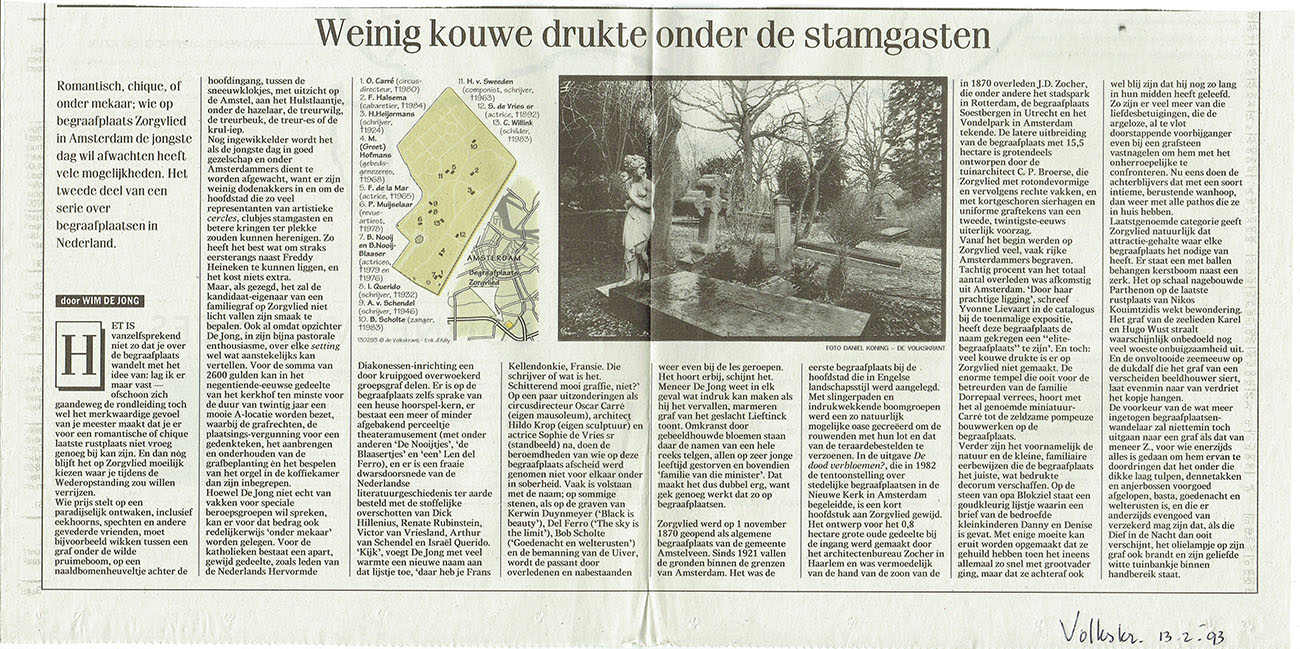 Weinig kouwe drukte onder de stamgasten
Romantisch, chique, of
onder mekaar; wie op
begraafplaats Zorgvlied
in Amsterdam de jongste
dag wil afwachten heeft
vele mogelijkheden. Het
tweede deel van een
serie over
begraafplaatsen in
Nederland.
door WIM DE JONG
HET IS
vanzelfsprekend
niet zo dat je over
de begraafplaats
wandelt met het
idee van: lag ik er
maar vast —
ofschoon zich
gaandeweg de rondleiding toch
wel het merkwaardige gevoel
van je meester maakt dat je er
voor een romantische of chique
laatste rustplaats niet vroeg
genoeg bij kan zijn. En dan nòg
blijft het op Zorgvlied moeilijk
kiezen waar je tijdens de
Wederopstanding zou willen
verrijzen.
Wie prijs stelt op een
paradijselijk ontwaken, inclusief
eekhoorns, spechten en andere
gevederde vrienden, moet
bijvoorbeeld wikken tussen een
graf onder de wilde
pruimeboom, op een
naaldbomenheuveltje achter de
hoofdingang, tussen de
sneeuwklokjes, met uitzicht op
de Amstel, aan het Hulstlaantje,
onder de hazelaar, de treurwilg,
de treurbeuk, de treur-es of de
krul-iep.
Nog ingewikkelder wordt het
als de jongste dag in goed
gezelschap en onder
Amsterdammers dient te
worden afgewacht, want er zijn
weinig dodenakkers in en om de
hoofdstad die zo veel
representanten van artistieke
cercles, clubjes stamgasten en
betere kringen ter plekke
zouden kunnen herenigen. Zo
heeft het best wat om straks
eersterangs naast Freddy
Heineken te kunnen liggen, en
het kost niets extra.
Maar, als gezegd, het zal de
kandidaat-eigenaar van een
familiegraf op Zorgvlied niet
licht vallen zijn smaak te
bepalen. Ook al omdat opzichter
De Jong, in zijn bijna pastorale
enthousiasme, over elke setting
wel wat aanstekelijks kan
vertellen. Voor de somma van
2600 gulden kan in het
negentiende-eeuwse gedeelte
van het kerkhof ten minste voor
de duur van twintig jaar een
mooie A-locatie worden bezet,
waarbij de grafrechten, de
plaatsings-vergunning voor een
gedenkteken, het aanbrengen
en onderhouden van de
grafbeplanting èn het bespelen
van het orgel in de koffiekamer
dan zijn inbegrepen.
Hoewel De Jong niet echt van
vakken voor speciale
beroepsgroepen wil spreken,
kan er voor dat bedrag ook
redelijkerwijs ‘onder mekaar’
worden gelegen. Voor de
katholieken bestaat een apart,
gewijd gedeelte, zoals leden van
de Nederlands Hervormde
1. O. Carré (circus-
directeur, †1980)
2. F. Halsema
(cabaretier, †1984)
3. H.Heijermans
(schrijver,
†1924)
4. M.
(Greet)
Hofmans
(gebeds-
genezeres,
†1968)
5. F. de la Mar
(actrice, †1965)
6. P. Muijselaar
(revue-
artiest,
†1978)
7. B. Nooij
en B.Nooij-
Blaaser
(actrices,
†1979 en
†1976)
8. I. Querido
(schrijver, †1932)
9. A. v. Schendel
(schrijver, †1946)
10. B. Scholte (zanger,
†1983)
11. H. v. Sweeden
(componist, schrijver,
†1963)
12. S. de Vries sr
(actrice, †1892)
13. C. Willink
(schilder,
†1983)
AMSTERDAM
Begraafplaats
Zorgvlied
130293 © de Volkskrant - Erik d'Ailly
FOTO DANIEL KONING – DE VOLKSKRANT
Diakonessen-inrichting een
door kruipgoed overwoekerd
groepsgraf delen. Er is op de
begraafplaats zelfs sprake van
een heuse hoorspel-kern, er
bestaat een meer of minder
afgebakend perceeltje
theateramusement (met onder
anderen ‘De Nooijtjes’, ‘de
Blaasertjes’ en ‘een’ Len del
Ferro), en er is een fraaie
dwarsdoorsnede van de
Nederlandse
literatuurgeschiedenis ter aarde
besteld met de stoffelijke
overschotten van Dick
Hillenius, Renate Rubinstein,
Victor van Vriesland, Arthur
van Schendel en Israël Querido.
‘Kijk’, voegt De Jong met veel
warmte een nieuwe naam aan
dat lijstje toe, ‘daar heb je Frans
Kellendonkie, Fransie. Die
schrijver of wat is het.
Schitterend mooi graffie, niet?’
Op een paar uitzonderingen als
circusdirecteur Oscar Carré
(eigen mausoleum), architect
Hildo Krop (eigen sculptuur) en
actrice Sophie de Vries sr
(standbeeld) na, doen de
beroemdheden van wie op deze
begraafplaats afscheid werd
genomen niet voor elkaar onder
in soberheid. Vaak is volstaan
met de naam; op sommige
stenen, als op de graven van
Kerwin Duynmeyer (‘Black is
beauty’), Del Ferro (‘The sky is
the limit’), Bob Scholte
(‘Goedenacht en welterusten’)
en de bemanning van de Uiver,
wordt de passant door
overledenen en nabestaanden
weer even bij de les geroepen.
Het hoort erbij, schijnt het.
Meneer De Jong weet in elk
geval wat indruk kan maken als
hij het vervallen, marmeren
graf van het geslacht Lieftinck
toont. Omkranst door
gebeeldhouwde bloemen staan
daar de namen van een hele
reeks telgen, allen op zeer jonge
leeftijd gestorven en bovendien
‘familie van die minister’. Dat
maakt het dus dubbel erg, want
gek genoeg werkt dat zo op
begraafplaatsen.
Zorgvlied werd op 1 november
1870 geopend als algemene
begraafplaats van de gemeente
Amstelveen. Sinds 1921 vallen
de gronden binnen de grenzen
van Amsterdam. Het was de
eerste begraafplaats bij de
hoofdstad die in Engelse
landschapsstijl werd aangelegd.
Met slingerpaden en
indrukwekkende boomgroepen
werd een zo natuurlijk
mogelijke oase gecreëerd om de
rouwenden met hun lot en dat
van de teraardebestelden te
verzoenen. In de uitgave De
dood verbloemen?, die in 1982
de tentoonstelling over
stedelijke begraafplaatsen in de
Nieuwe Kerk in Amsterdam
begeleidde, is een kort
hoofdstuk aan Zorgvlied gewijd.
Het ontwerp voor het 0,8
hectare grote oude gedeelte bij
de ingang werd gemaakt door
het architectenbureau Zocher in
Haarlem en was vermoedelijk
van de hand van de zoon van de
in 1870 overleden J.D. Zocher,
die onder andere het stadspark
in Rotterdam, de begraafplaats
Soestbergen in Utrecht en het
Vondelpark in Amsterdam
tekende. De latere uitbreiding
van de begraafplaats met 15,5
hectare is grotendeels
ontworpen door de
tuinarchitect C. P. Broerse, die
Zorgvlied met rotondevormige
en vervolgens rechte vakken, en
met kortgeschoren sierhagen en
uniforme graftekens van een
tweede, twintigste-eeuws
uiterlijk voorzag.
Vanaf het begin werden op
Zorgvlied veel, vaak rijke
Amsterdammers begraven.
Tachtig procent van het totaal
aantal overleden was afkomstig
uit Amsterdam. ‘Door haar
prachtige ligging’, schreef
Yvonne Lievaart in de catalogus
bij de toenmalige expositie,
heeft deze begraafplaats de
naam gekregen een “elite-
begraafplaats” te zijn’. En toch:
veel kouwe drukte is er op
Zorgvlied niet gemaakt. De
enorme tempel die ooit voor de
betreurden van de familie
Dorrepaal verrees, hoort met
het al genoemde miniatuur-
Carré tot de zeldzame pompeuze
bouwwerken op de
begraafplaats.
Verder zijn het voornamelijk de
natuur en de kleine, familiaire
eerbewijzen die de begraafplaats
het juiste, wat bedrukte
decorum verschaffen. Op de
steen van opa Blokziel staat een
goudkleurig lijstje waarin een
brief van de bedroefde
kleinkinderen Danny en Denise
is gevat. Met enige moeite kan
eruit worden opgemaakt dat ze
gehuild hebben toen het ineens
allemaal zo snel met grootvader
ging, maar dat ze achteraf ook
wel blij zijn dat hij nog zo lang
in hun midden heeft geleefd.
Zo zijn er veel meer van die
liefdesbetuigingen, die de
argeloze, al te vlot
doorstappende voorbijganger
even bij een grafsteen
vastnagelen om hem met het
onherroepelijke te
confronteren. Nu eens doen de
achterblijvers dat met een soort
intieme, berustende wanhoop,
dan weer met alle pathos die ze
in huis hebben.
Laatstgenoemde categorie geeft
Zorgvlied natuurlijk dat
attractie-gehalte waar elke
begraafplaats het nodige van
heeft. Er staat een met ballen
behangen kerstboom naast een
zerk. Het op schaal nagebouwde
Parthenon op de laatste
rustplaats van Nikos
Kouimtzidis wekt bewondering.
Het graf van de zeelieden Karel
en Hugo Wust straalt
waarschijnlijk onbedoeld nog
veel woeste onbuigzaamheid uit.
En de onvoltooide zeemeeuw op
de dukdalf die het graf van een
verscheiden beeldhouwer siert,
laat evenmin naar van verdriet
het kopje hangen.
De voorkeur van de wat meer
ingetogen begraafplaatsen-
wandelaar zal niettemin toch
uitgaan naar een graf als dat van
meneer Z., voor wie enerzijds
alles is gedaan om hem ervan te
doordringen dat het onder die
dikke laag tulpen, dennetakken
en anjerbossen voorgoed
afgelopen, basta, goedenacht en
welterusten is, en die er
anderzijds evengoed van
verzekerd mag zijn dat, áls die
Dief in de Nacht dan ooit
verschijnt, het olielampje op zijn
graf ook brandt en zijn geliefde
witte tuinbankje binnen
handbereik staat.
Volkskr. 13-2-93